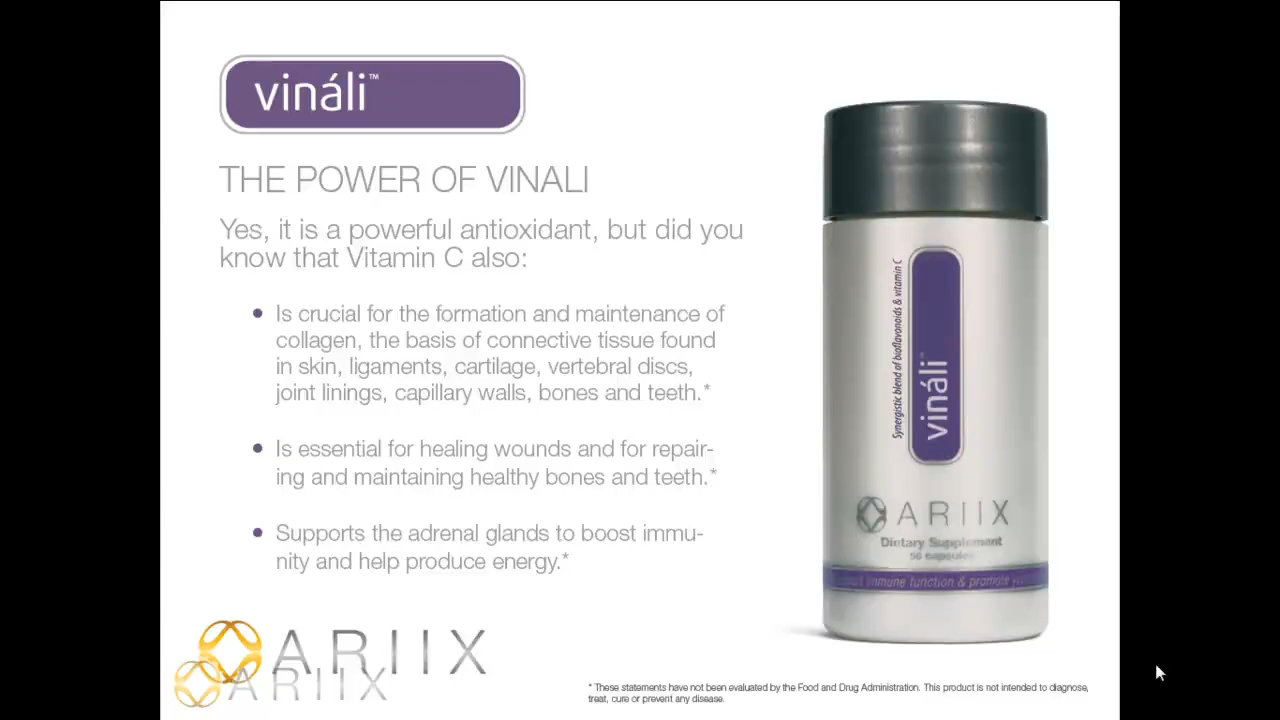 vináli™
THE POWER OF VINALI
Yes, it is a powerful antioxidant, but did you
know that Vitamin C also:
• Is crucial for the formation and maintenance of
collagen, the basis of connective tissue found
in skin, ligaments, cartilage, vertebral discs,
joint linings, capillary walls, bones and teeth.*
• Is essential for healing wounds and for repair-
ing and maintaining healthy bones and teeth.*
• Supports the adrenal glands to boost immu-
nity and help produce energy.*
Synergistic blend of bioflavonoids & vitamin C
vináli
ARIIX
Dietary Supplement
56 capsules
immune function & promote
ARIIX
ARIIX
* These statements have not been evaluated by the Food and Drug Administration. This product is not intended to diagnose,
treat, cure or prevent any disease.